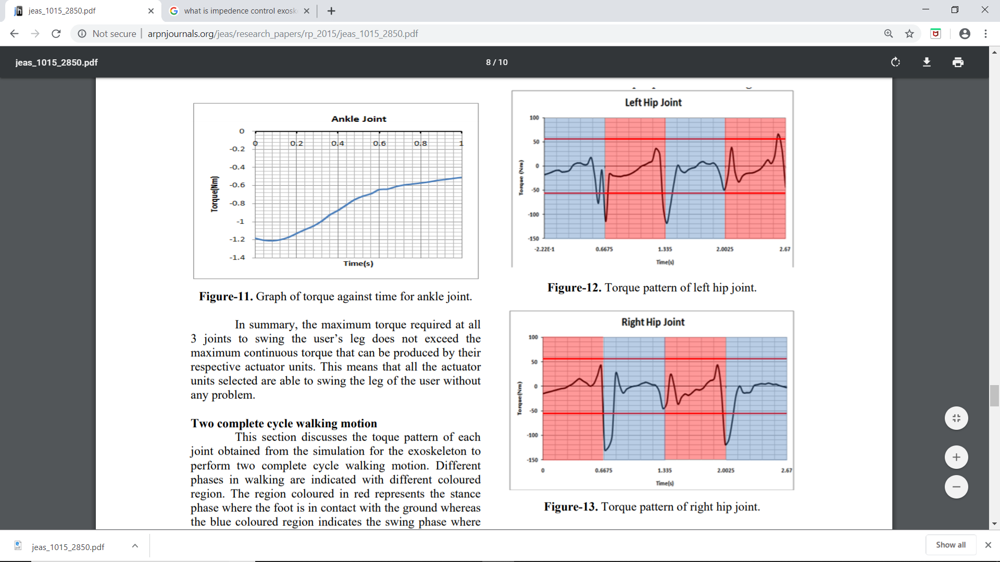 jeas_1015_2850.pdf
what is impedence control exosk
Not secure
arpnjournals.org/jeas/research_papers/rp_2015/jeas_1015_2850.pdf
jeas_1015_2850.pdf
8 / 10
Ankle Joint
0
-0.2
-0.4
-0.6
-0.8
-1
-1.2
-1.4
0 0.2 0.4 0.6 0.8 1
Torque(Nm)
Time(s)
Figure-11. Graph of torque against time for ankle joint.
In summary, the maximum torque required at all
3 joints to swing the user’s leg does not exceed the
maximum continuous torque that can be produced by their
respective actuator units. This means that all the actuator
units selected are able to swing the leg of the user without
any problem.
Two complete cycle walking motion
This section discusses the toque pattern of each
joint obtained from the simulation for the exoskeleton to
perform two complete cycle walking motion. Different
phases in walking are indicated with different coloured
region. The region coloured in red represents the stance
phase where the foot is in contact with the ground whereas
the blue coloured region indicates the swing phase where
Left Hip Joint
100
50
0
-50
-100
-150
Torque (Nm)
-2.22E-1 0.6675 1.335 2.0025 2.67
Time(s)
Figure-12. Torque pattern of left hip joint.
Right Hip Joint
100
50
0
-50
-100
-150
Torque(Nm)
0 0.6675 1.335 2.0025 2.67
Time(s)
Figure-13. Torque pattern of right hip joint.
jeas_1015_2850.pdf
Show all